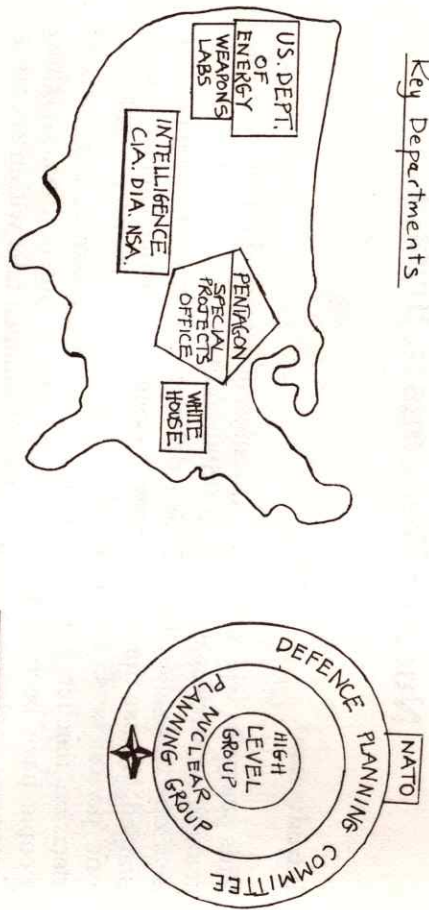 Key Departments
U.S. DEPT.
OF
ENERGY
WEAPONS
LABS
INTELLIGENCE
CIA. DIA. NSA.
PENTAGON
SPECIAL
PROJECTS
OFFICE
WHITE
HOUSE
NATO
DEFENCE PLANNING COMMITTEE
NUCLEAR
PLANNING GROUP
HIGH
LEVEL
GROUP